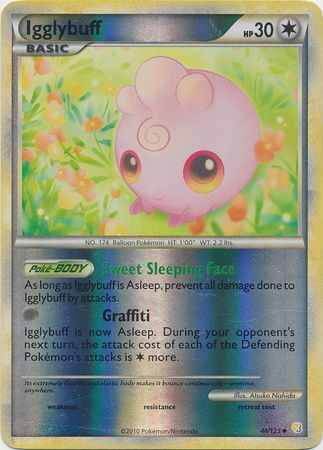 Igglybuff
HP 30
BASIC
NO. 174 Balloon Pokémon HT: 1'00" WT: 2.2 lbs.
Poké-BODY Sweet Sleeping Face
As long as Igglybuff is Asleep, prevent all damage done to
Igglybuff by attacks.
Graffiti
Igglybuff is now Asleep. During your opponent's
next turn, the attack cost of each of the Defending
Pokémon's attacks is more.
Its extremely flexible and elastic body makes it bounce continuously—anytime,
anywhere.
Illus. Atsuko Nishida
weakness resistance retreat cost
©2010 Pokémon/Nintendo
44/123